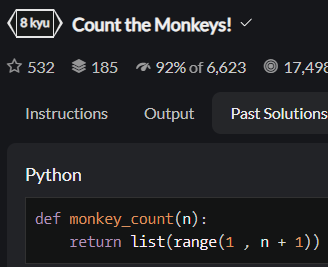 8 kyu Count the Monkeys!
532 185 92% of 6,623 17,498
Instructions Output Past Solutions
Python
def monkey_count(n):
    return list(range(1 , n + 1))